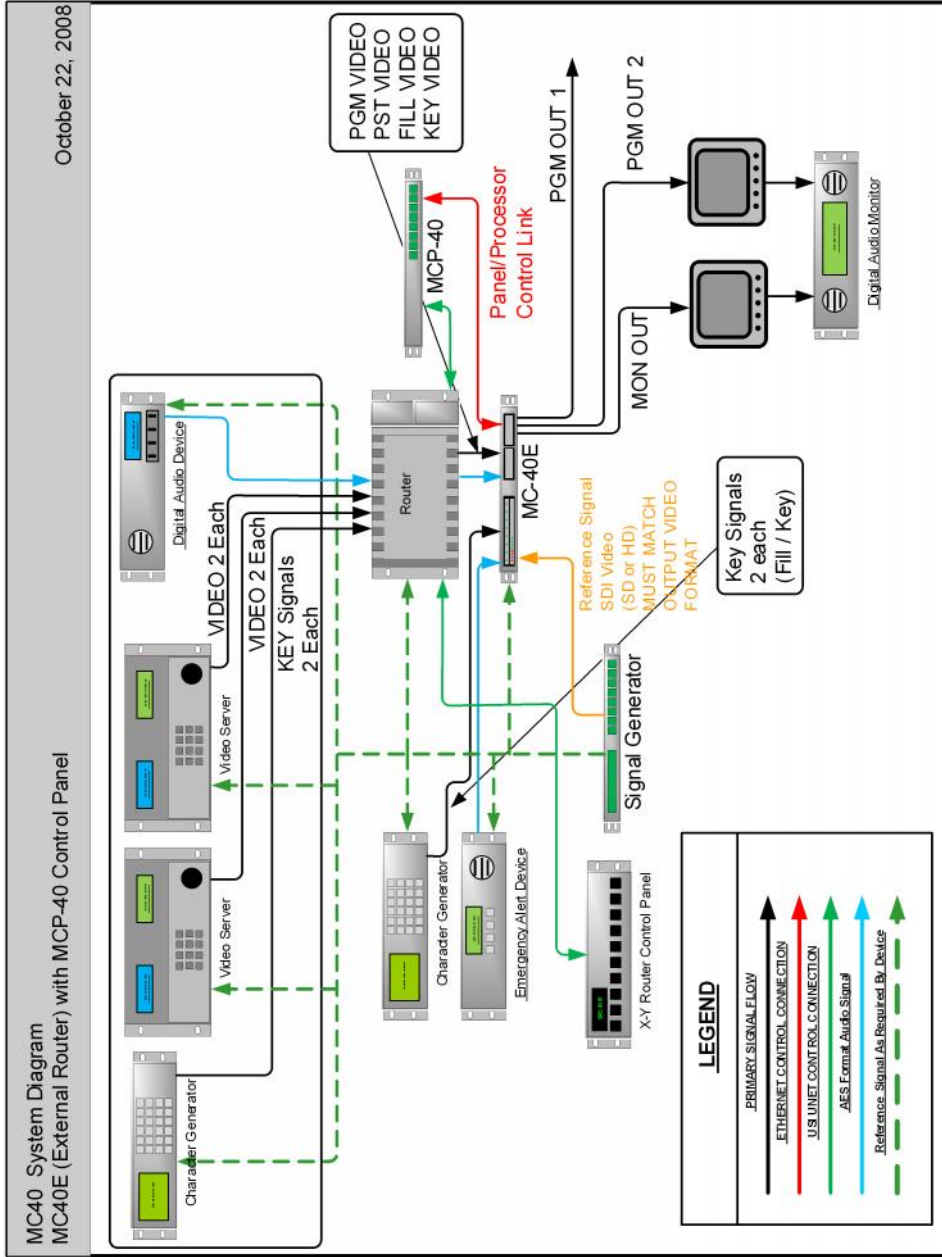 MC40 System Diagram
MC40E (External Router) with MCP-40 Control Panel
October 22, 2008
Character Generator
Video Server
Video Server
Digital Audio Device
VIDEO 2 Each
VIDEO 2 Each
KEY Signals
2 Each
PGM VIDEO
PST VIDEO
FILL VIDEO
KEY VIDEO
Router
MCP-40
Character Generator
Emergency Alert Device
MC-40E
Panel/Processor
Control Link
PGM OUT 1
PGM OUT 2
MON OUT
Reference Signal
SDI Video
(SD or HD)
MUST MATCH
OUTPUT VIDEO
FORMAT
Key Signals
2 each
(Fill / Key)
Signal Generator
X-Y Router Control Panel
Digital Audio Monitor
LEGEND
PRIMARY SIGNAL FLOW
ETHERNET CONTROL CONNECTION
USI UNET CONTROL CONNECTION
AES Format Audio Signal
Reference Signal As Required By Device